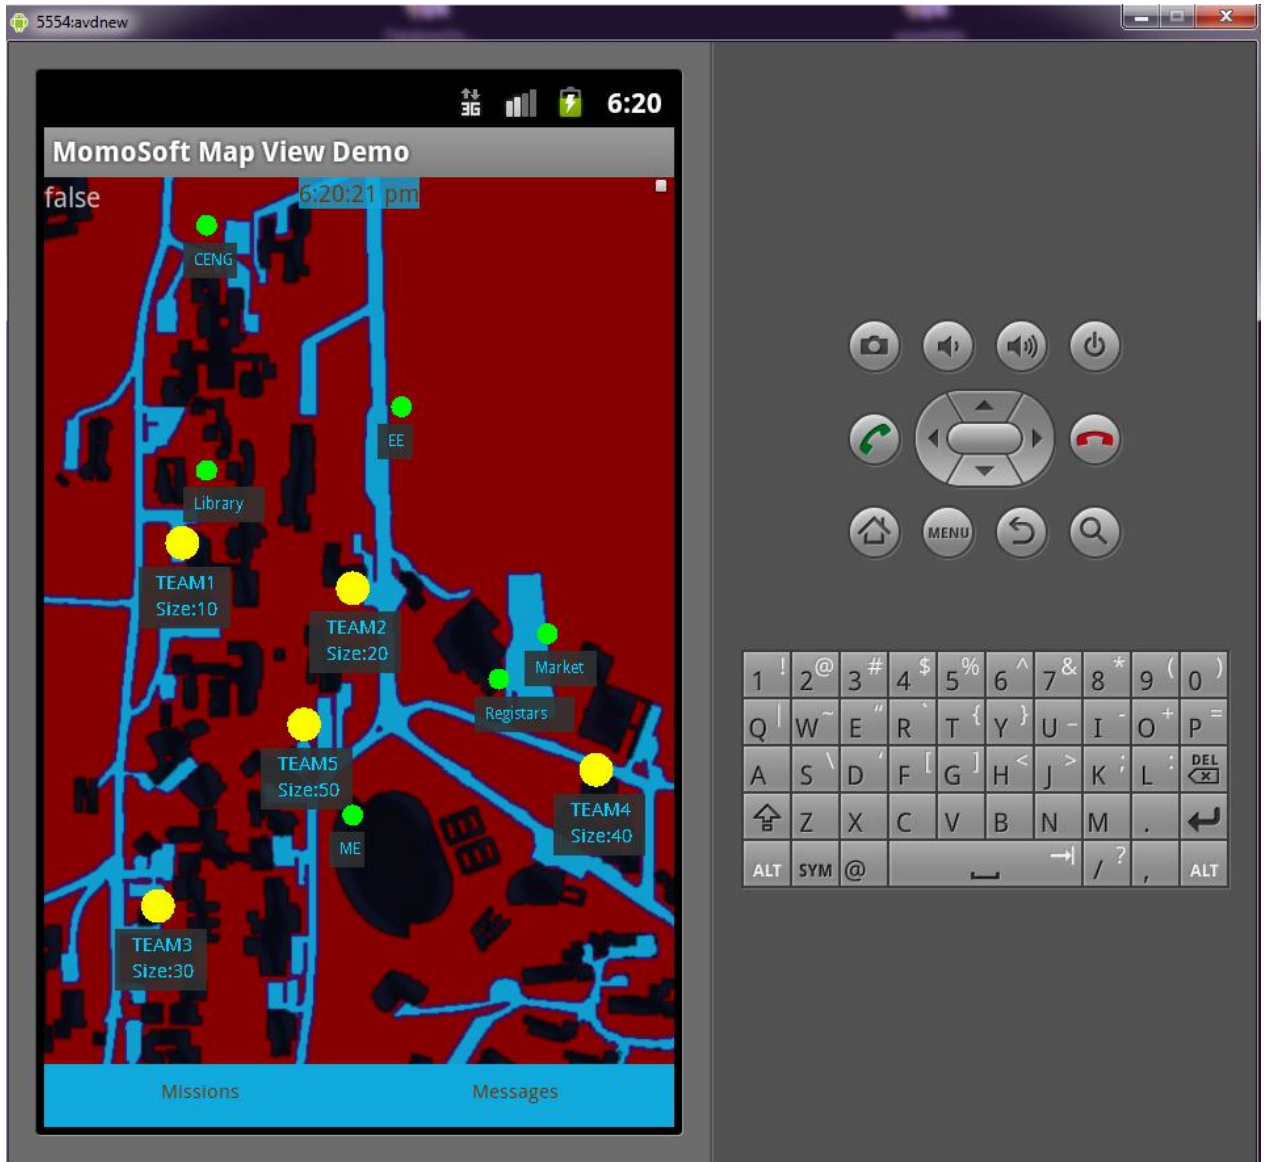 5554:avdnew
3G 6:20
MomoSoft Map View Demo
false 6:20:21 pm
CENG
EE
Library
TEAM1
Size:10
TEAM2
Size:20
Market
Registars
TEAM5
Size:50
TEAM4
Size:40
ME
TEAM3
Size:30
Missions Messages
MENU
1 ! 2 @ 3 # 4 $ 5 % 6 ^ 7 & 8 * 9 ( 0 )
Q | W ~ E " R ` T { Y } U _ I - O + P =
A S \ D ' F [ G ] H < J > K ; L : DEL
Z X C V B N M .
ALT SYM @ / ? , ALT